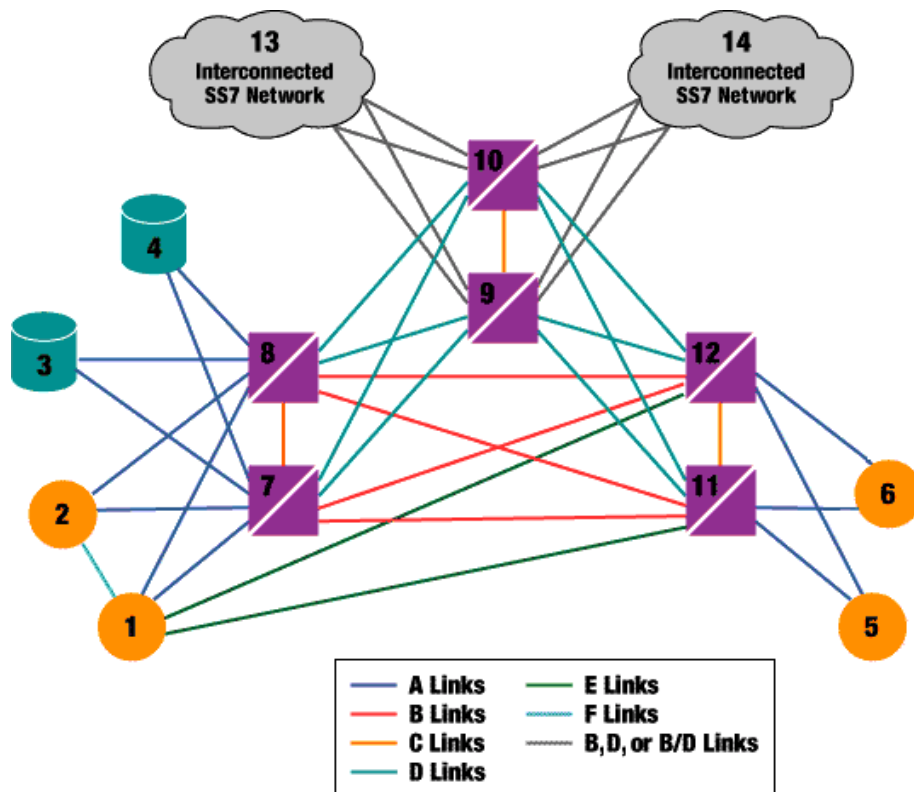 13
Interconnected
SS7 Network
14
Interconnected
SS7 Network
10
4
9
3
8
12
7
11
6
2
1
5
A Links
E Links
B Links
F Links
C Links
B,D, or B/D Links
D Links